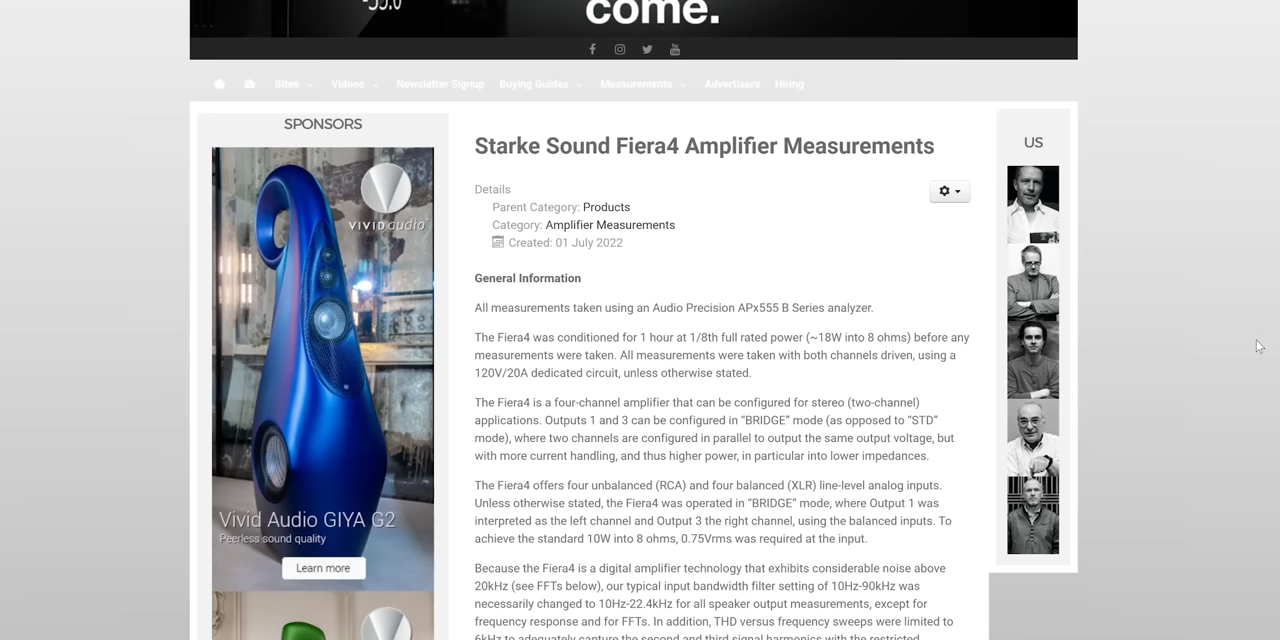 -55.0
come.
Sites
Videos
Newsletter Signup
Buying Guides
Measurements
Advertisers
Hiring
SPONSORS
VIVID audio
Vivid Audio GIYA G2
Peerless sound quality
Learn more
Starke Sound Fiera4 Amplifier Measurements
Details
Parent Category: Products
Category: Amplifier Measurements
Created: 01 July 2022
General Information
All measurements taken using an Audio Precision APx555 B Series analyzer.
The Fiera4 was conditioned for 1 hour at 1/8th full rated power (~18W into 8 ohms) before any
measurements were taken. All measurements were taken with both channels driven, using a
120V/20A dedicated circuit, unless otherwise stated.
The Fiera4 is a four-channel amplifier that can be configured for stereo (two-channel)
applications. Outputs 1 and 3 can be configured in “BRIDGE” mode (as opposed to “STD”
mode), where two channels are configured in parallel to output the same output voltage, but
with more current handling, and thus higher power, in particular into lower impedances.
The Fiera4 offers four unbalanced (RCA) and four balanced (XLR) line-level analog inputs.
Unless otherwise stated, the Fiera4 was operated in “BRIDGE” mode, where Output 1 was
interpreted as the left channel and Output 3 the right channel, using the balanced inputs. To
achieve the standard 10W into 8 ohms, 0.75Vrms was required at the input.
Because the Fiera4 is a digital amplifier technology that exhibits considerable noise above
20kHz (see FFTs below), our typical input bandwidth filter setting of 10Hz-90kHz was
necessarily changed to 10Hz-22.4kHz for all speaker output measurements, except for
frequency response and for FFTs. In addition, THD versus frequency sweeps were limited to
6kHz to adequately capture the second and third signal harmonics with the restricted
US